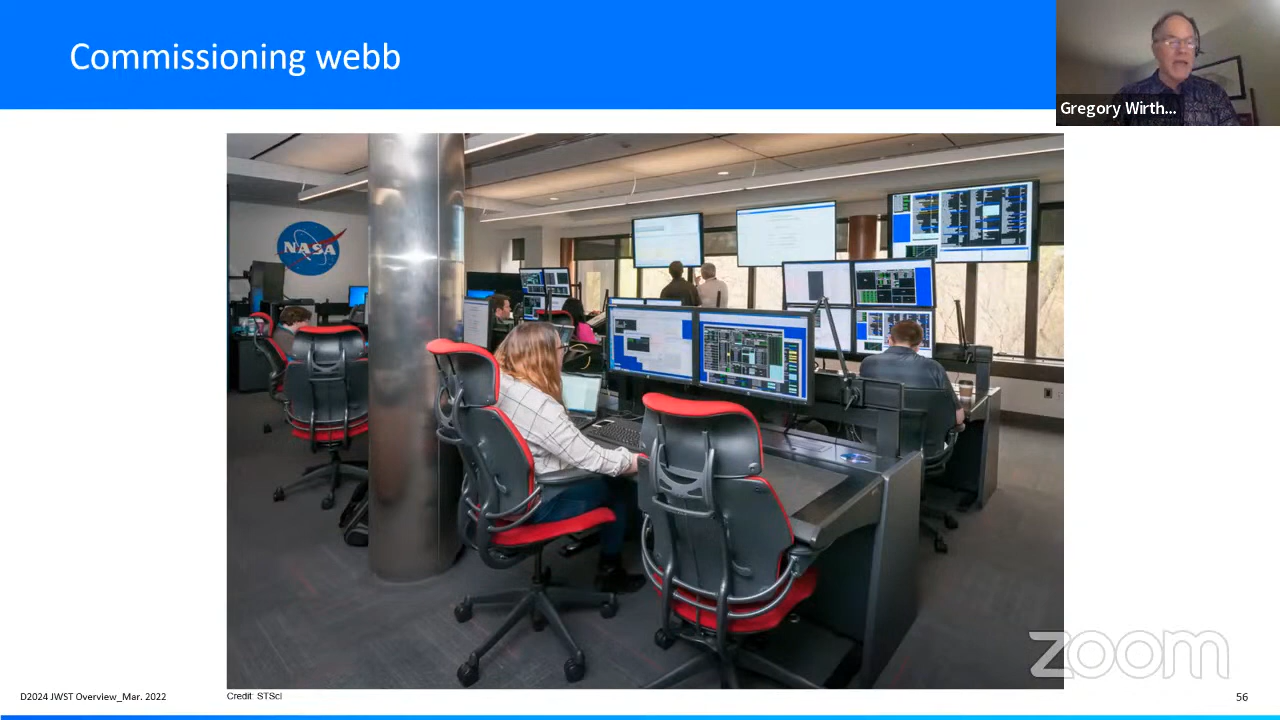 Commissioning webb
Gregory Wirth...
NASA
zoom
D2024 JWST Overview_Mar. 2022
Credit: STScI
56